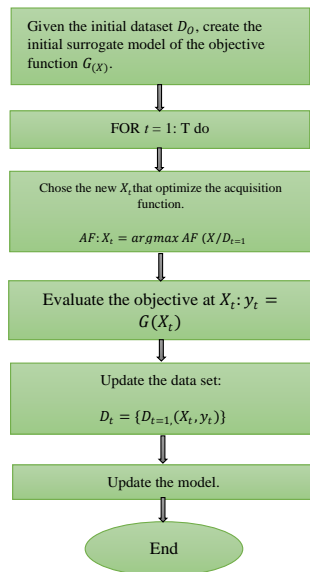 Given the initial dataset D_O, create the
initial surrogate model of the objective
function G_(X).
FOR t = 1: T do
Chose the new X_t that optimize the acquisition
function.
AF: X_t = argmax AF (X/D_{t=1}
Evaluate the objective at X_t: y_t =
G(X_t)
Update the data set:
D_t = {D_{t=1,}(X_t, y_t)}
Update the model.
End